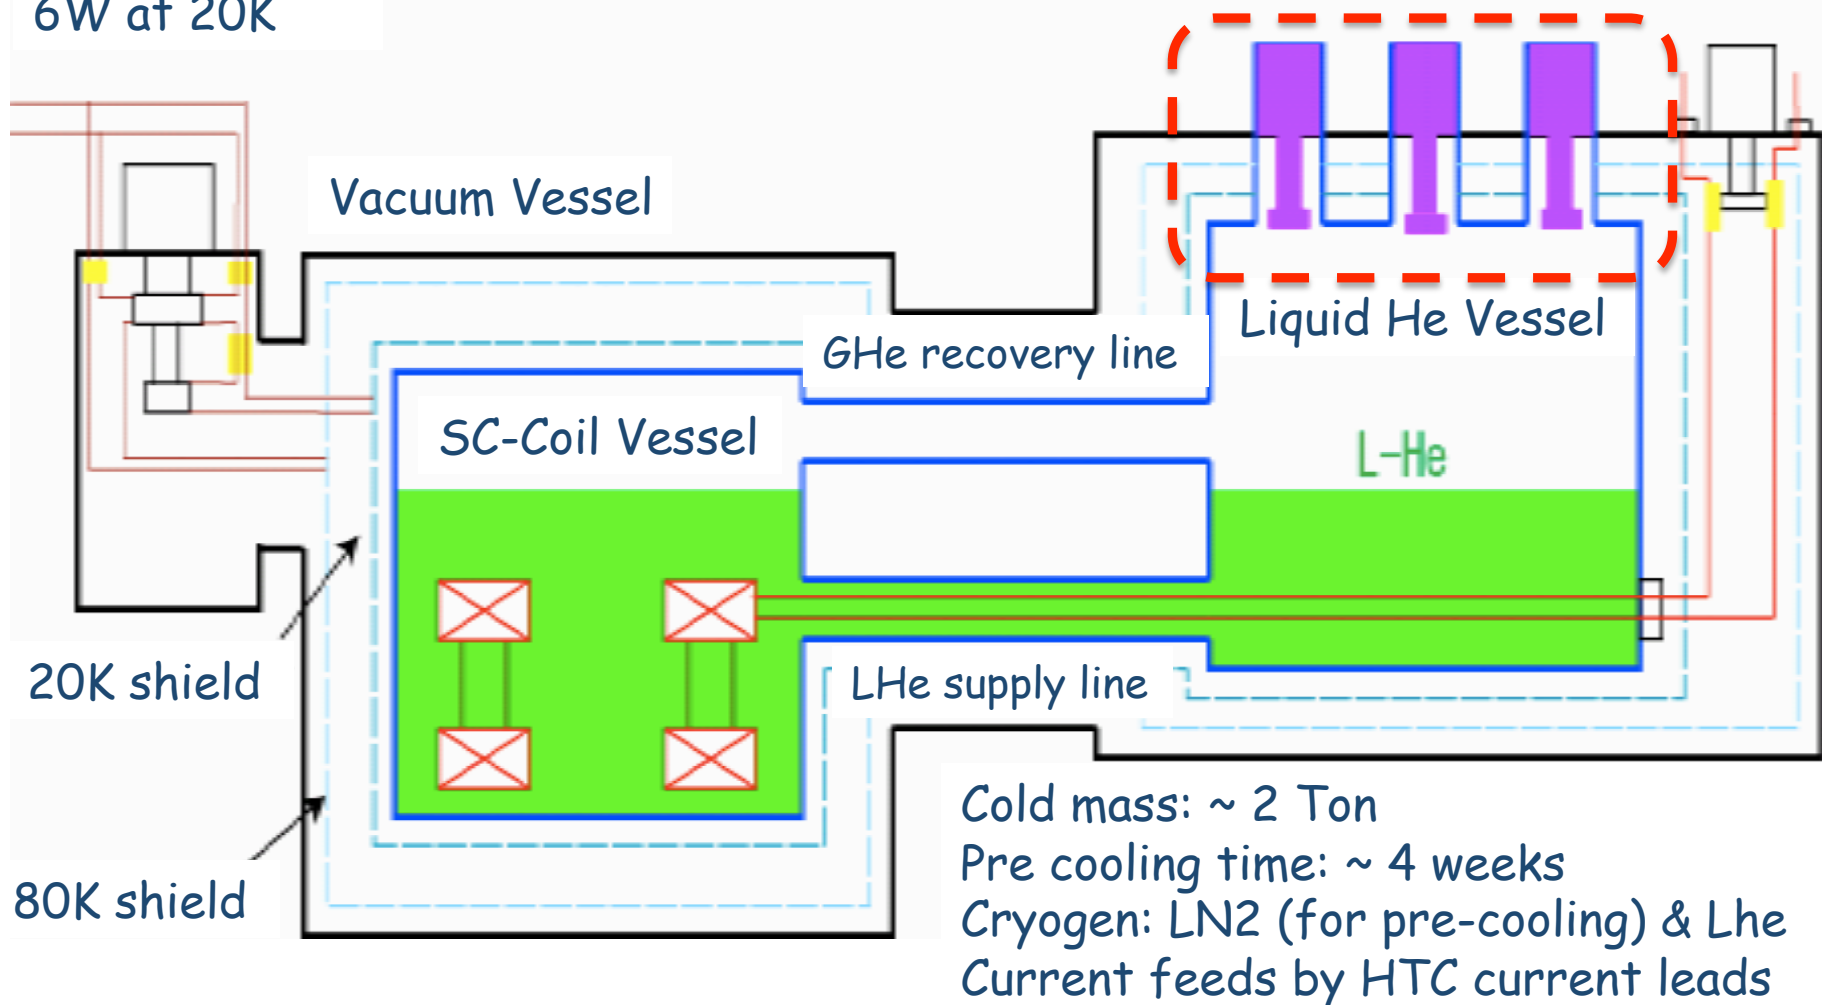 6W at 20K
Vacuum Vessel
Liquid He Vessel
GHe recovery line
SC-Coil Vessel
L-He
20K shield
LHe supply line
80K shield
Cold mass: ~ 2 Ton
Pre cooling time: ~ 4 weeks
Cryogen: LN2 (for pre-cooling) & Lhe
Current feeds by HTC current leads